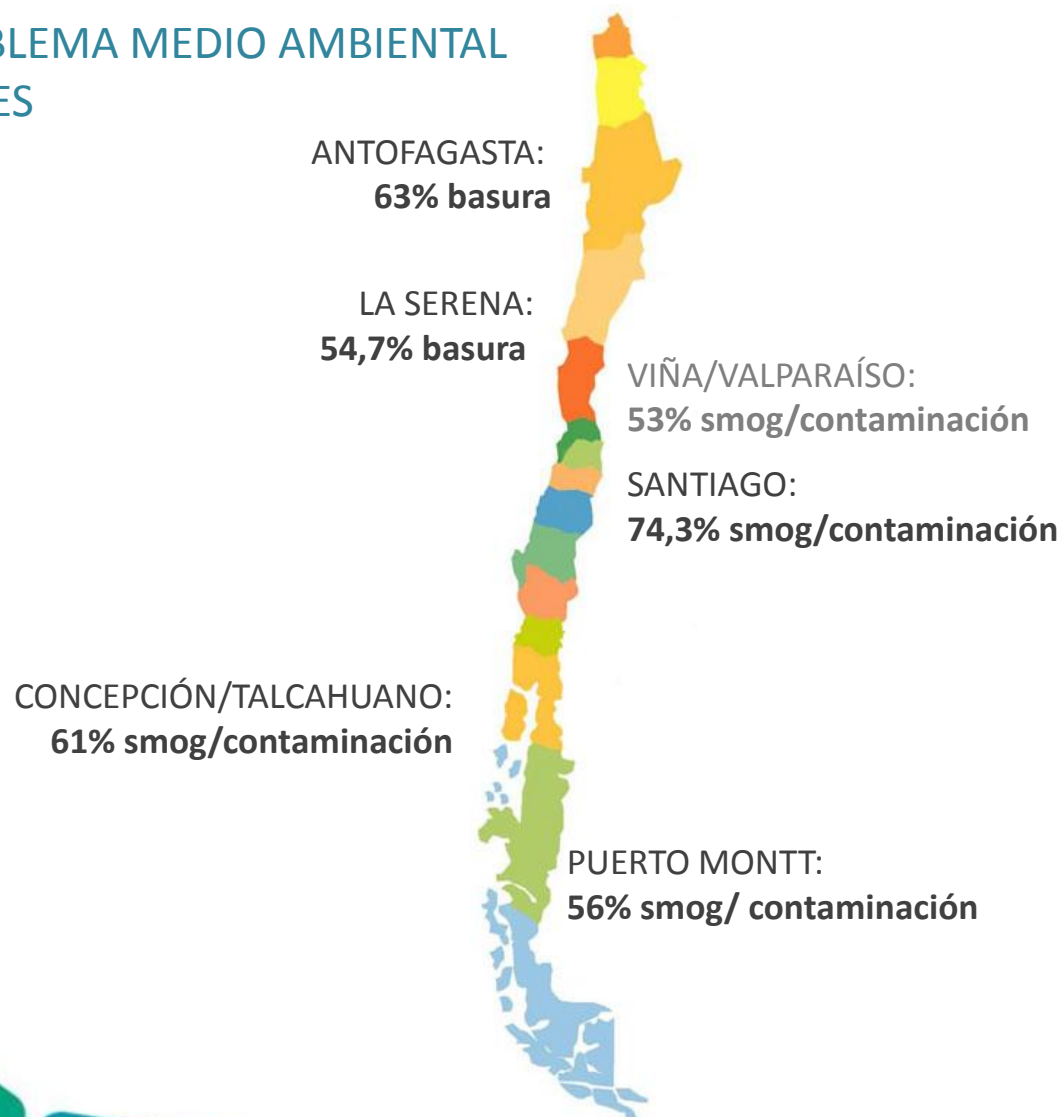 BLEMA MEDIO AMBIENTAL
ES
ANTOFAGASTA:
63% basura
LA SERENA:
54,7% basura
VIÑA/VALPARAÍSO:
53% smog/contaminación
SANTIAGO:
74,3% smog/contaminación
CONCEPCIÓN/TALCAHUANO:
61% smog/contaminación
PUERTO MONTT:
56% smog/ contaminación